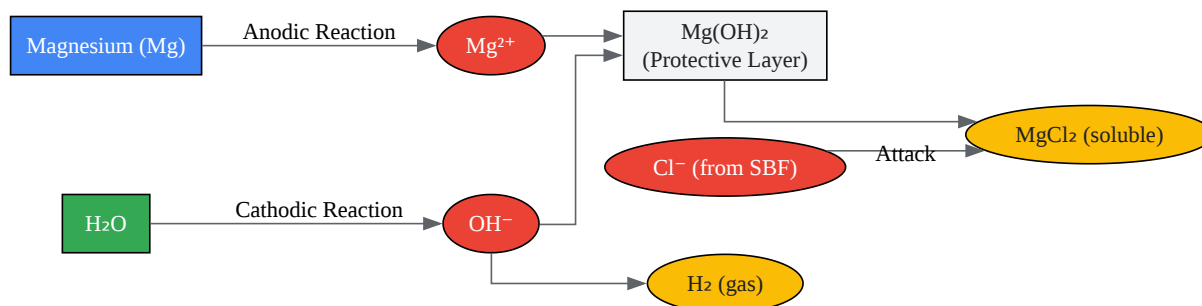 Magnesium (Mg)
Anodic Reaction
Mg²⁺
Mg(OH)₂
(Protective Layer)
MgCl₂ (soluble)
Cl⁻ (from SBF)
Attack
H₂O
Cathodic Reaction
OH⁻
H₂ (gas)